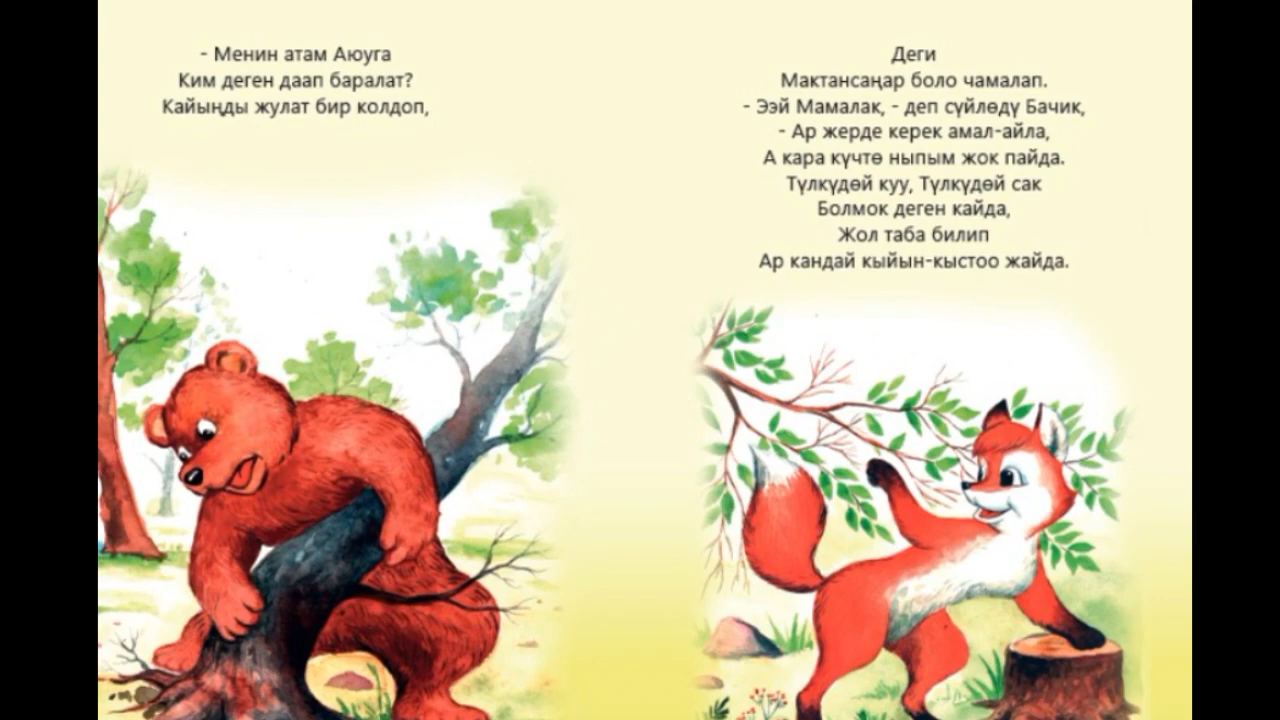 - Менин атам Аюуга
Ким деген даап баралат?
Кайыңды жулат бир колдоп,
Деги
Мактансаңар боло чамалап.
- Ээй Мамалак, - деп сүйлөдү Бачик,
- Ар жерде керек амал-айла,
А кара күчтө ныпым жок пайда.
Түлкүдөй куу, Түлкүдөй сак
Болмок деген кайда,
Жол таба билип
Ар кандай кыйын-кыстоо жайда.